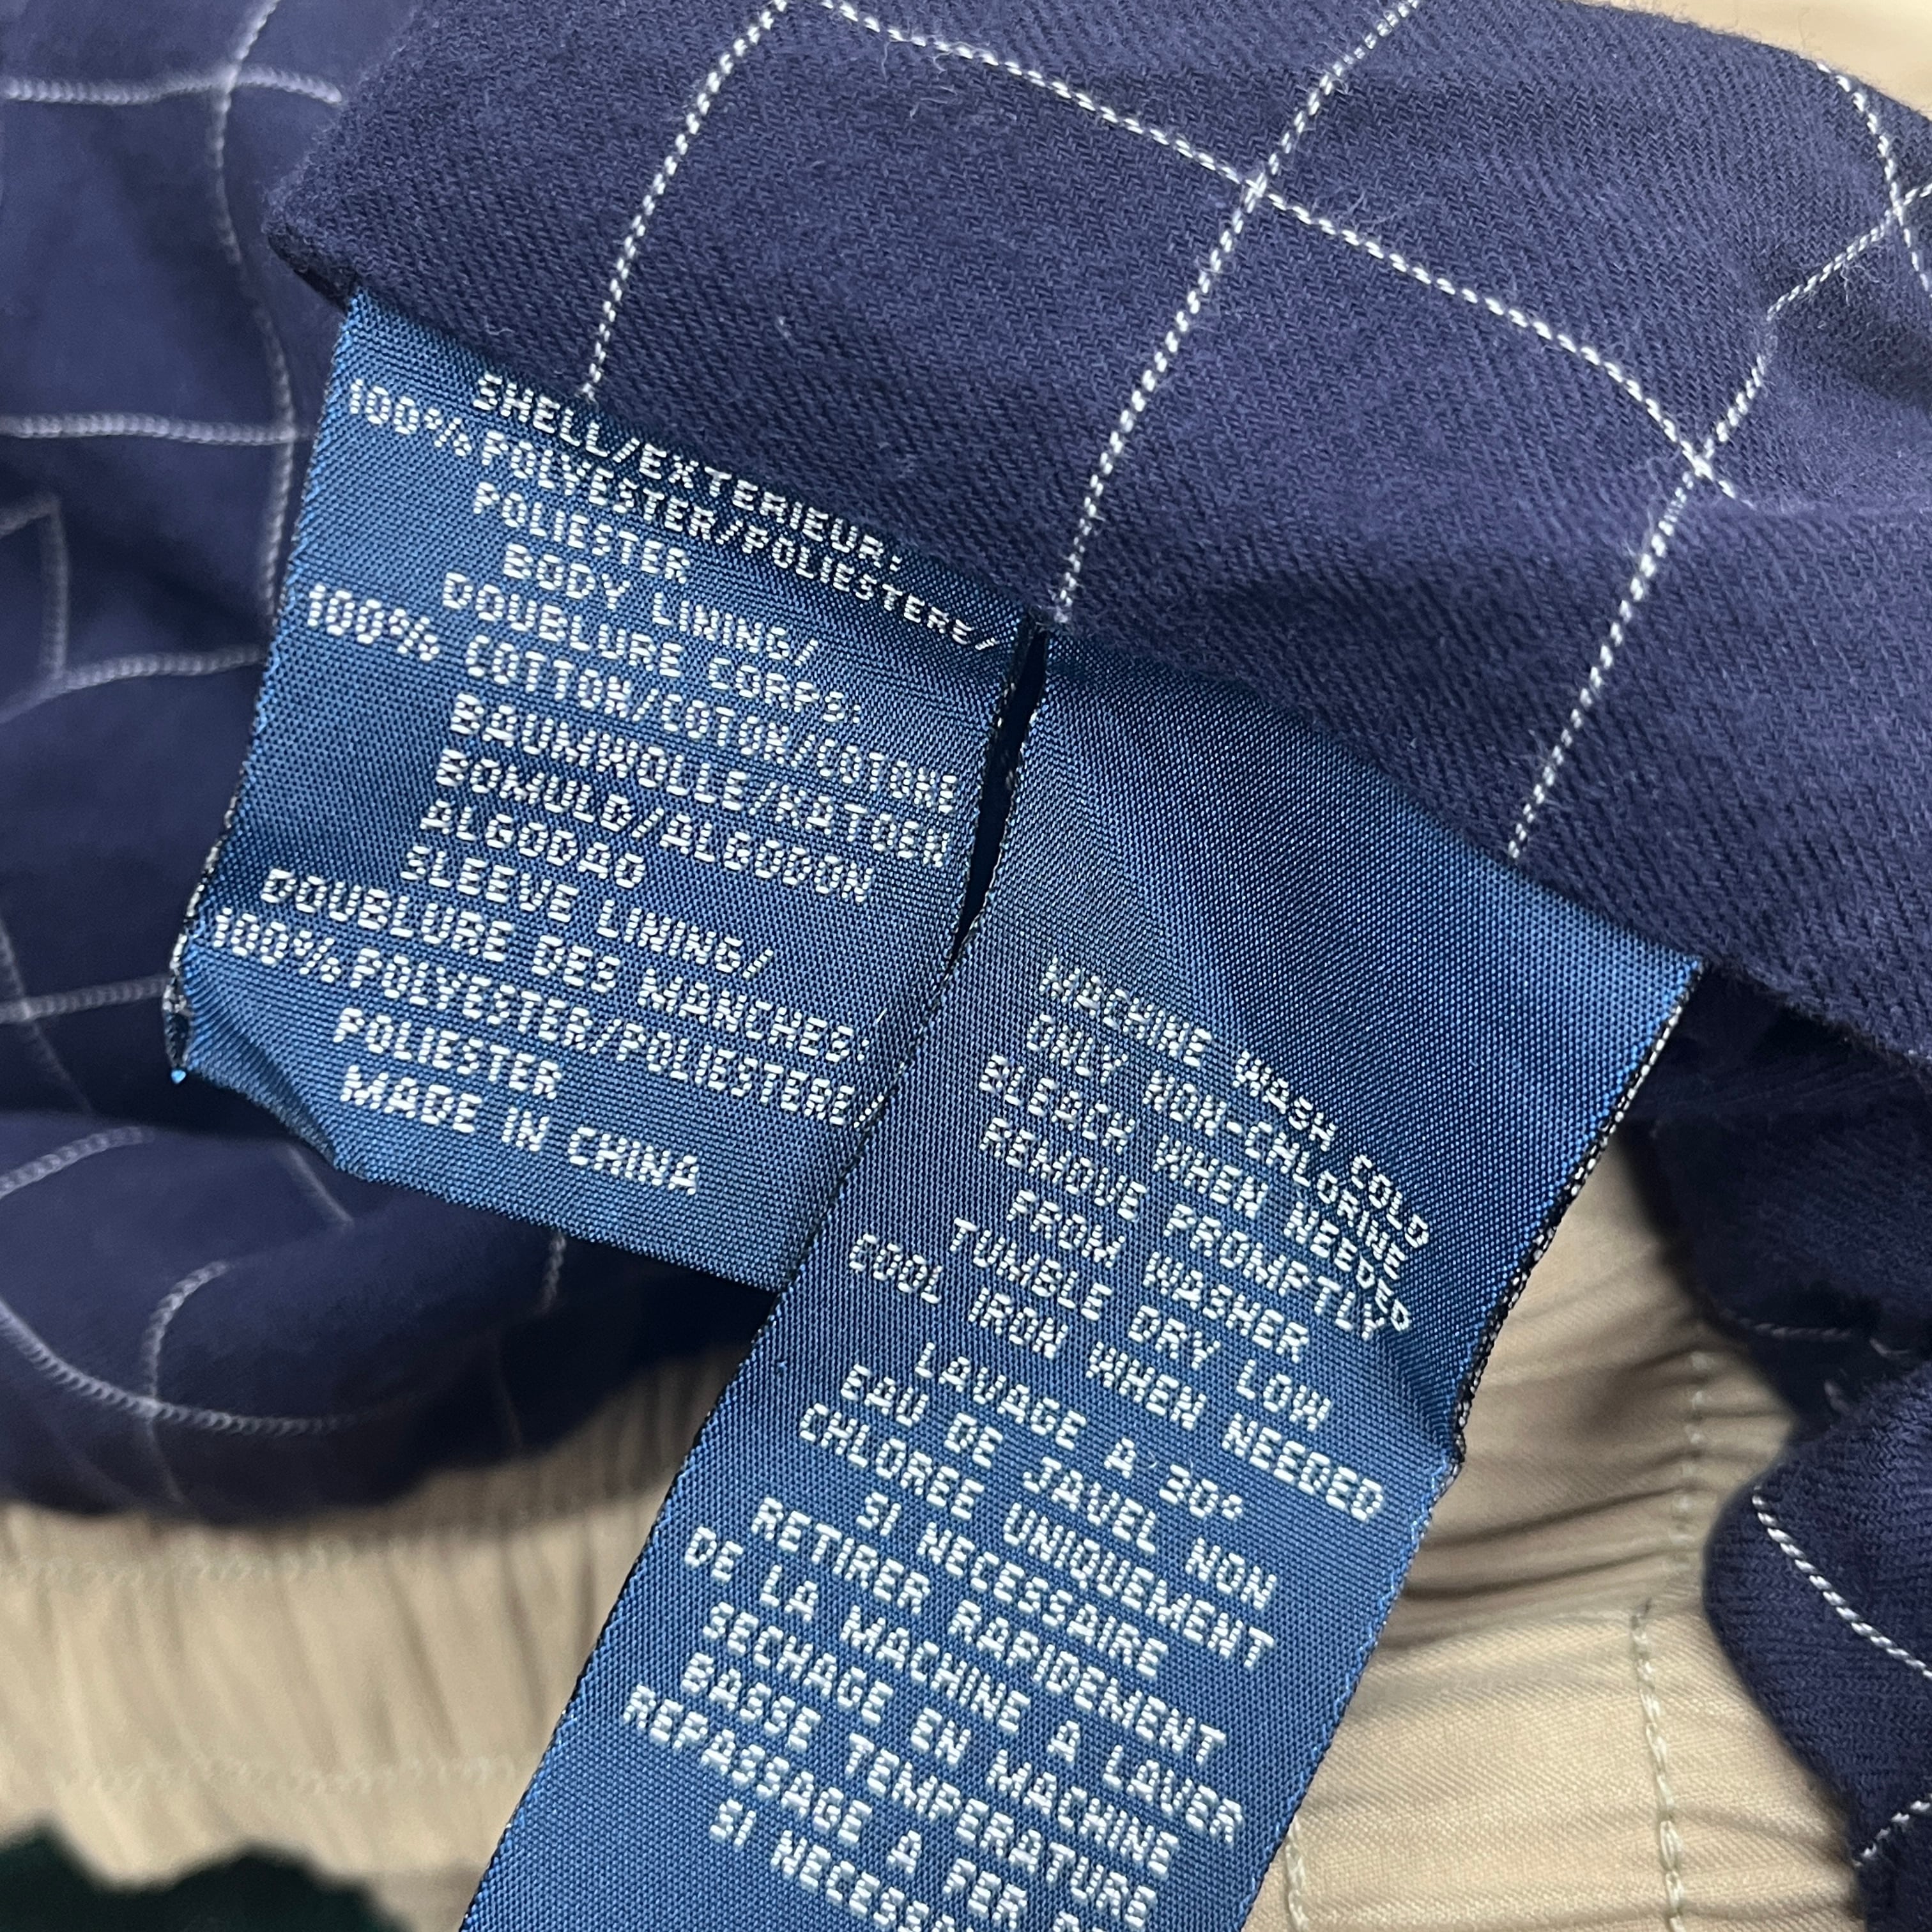 SHELL/EXTERIEUR:
100% POLYESTER/POLIESTERE/
POLIESTER
BODY LINING/
DOUBLURE CORPS:
100% COTTON/COTON/COTONE
BAUMWOLLE/KATOEN
BOMULD/ALGODON
ALGODAO
SLEEVE LINING/
DOUBLURE DES MANCHES:
100% POLYESTER/POLIESTERE/
POLIESTER
MADE IN CHINA
MACHINE WASH COLD
ONLY NON-CHLORINE
BLEACH WHEN NEEDED
REMOVE PROMPTLY
FROM WASHER
TUMBLE DRY LOW
COOL IRON WHEN NEEDED
LAVAGE A 30°
EAU DE JAVEL NON
CHLOREE UNIQUEMENT
SI NECESSAIRE
RETIRER RAPIDEMENT
DE LA MACHINE A LAVER
SECHAGE EN MACHINE
BASSE TEMPERATURE
REPASSAGE A FER
SI